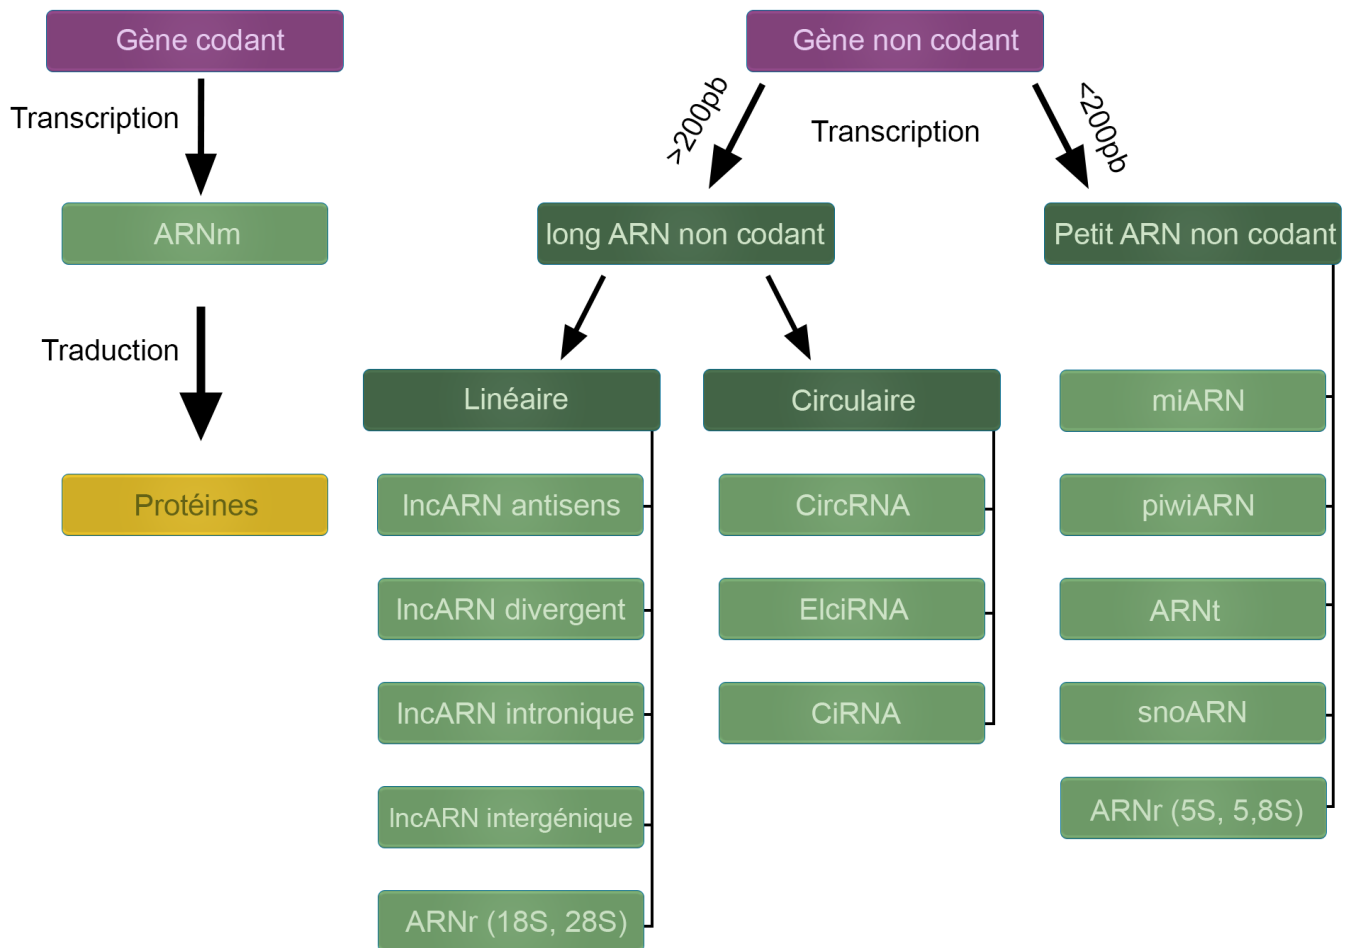 Gène codant
Gène non codant
Transcription
>200pb
Transcription
<200pb
ARNm
long ARN non codant
Petit ARN non codant
Traduction
Linéaire
Circulaire
miARN
Protéines
lncARN antisens
CircRNA
piwiARN
lncARN divergent
ElciRNA
ARNt
lncARN intronique
CiRNA
snoARN
lncARN intergénique
ARNr (5S, 5,8S)
ARNr (18S, 28S)